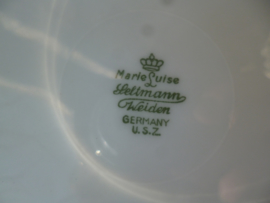 Marie Luise
Seltmann
Weiden
GERMANY
U.S.Z.